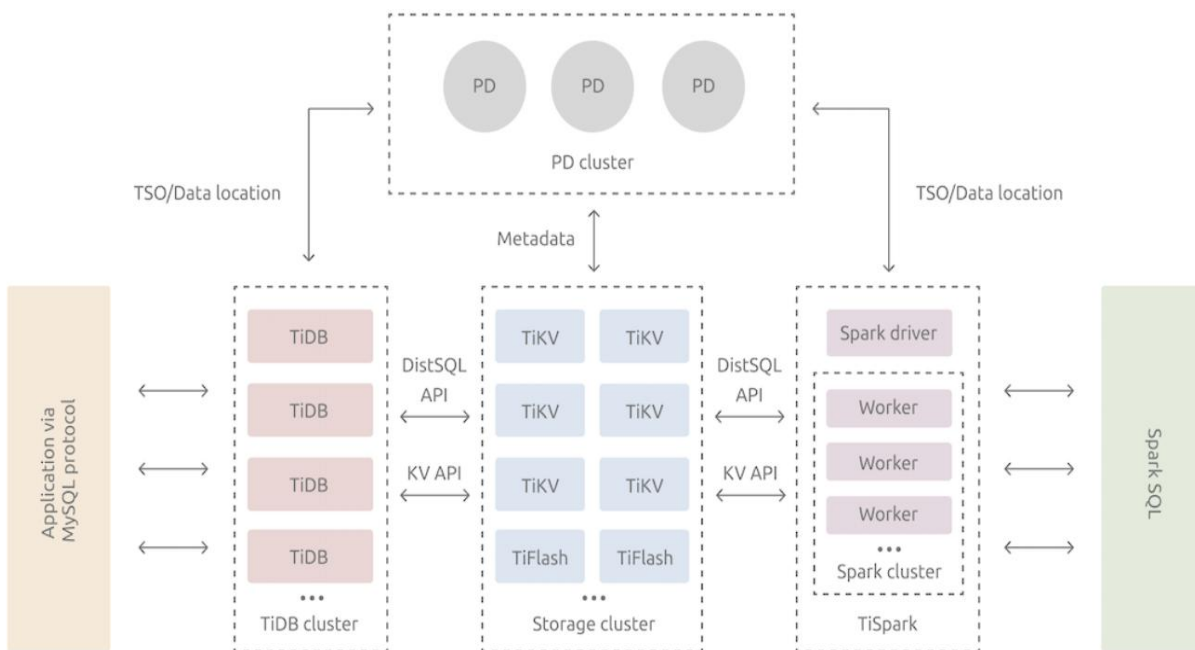 PD
PD
PD
PD cluster
TSO/Data location
TSO/Data location
Metadata
Application via
MySQL protocol
TiDB
TiDB
TiDB
TiDB
•••
TiDB cluster
DistSQL
API
KV API
TiKV
TiKV
TiKV
TiKV
TiKV
TiKV
TiFlash
TiFlash
•••
Storage cluster
DistSQL
API
KV API
Spark driver
Worker
Worker
Worker
•••
Spark cluster
TiSpark
Spark SQL